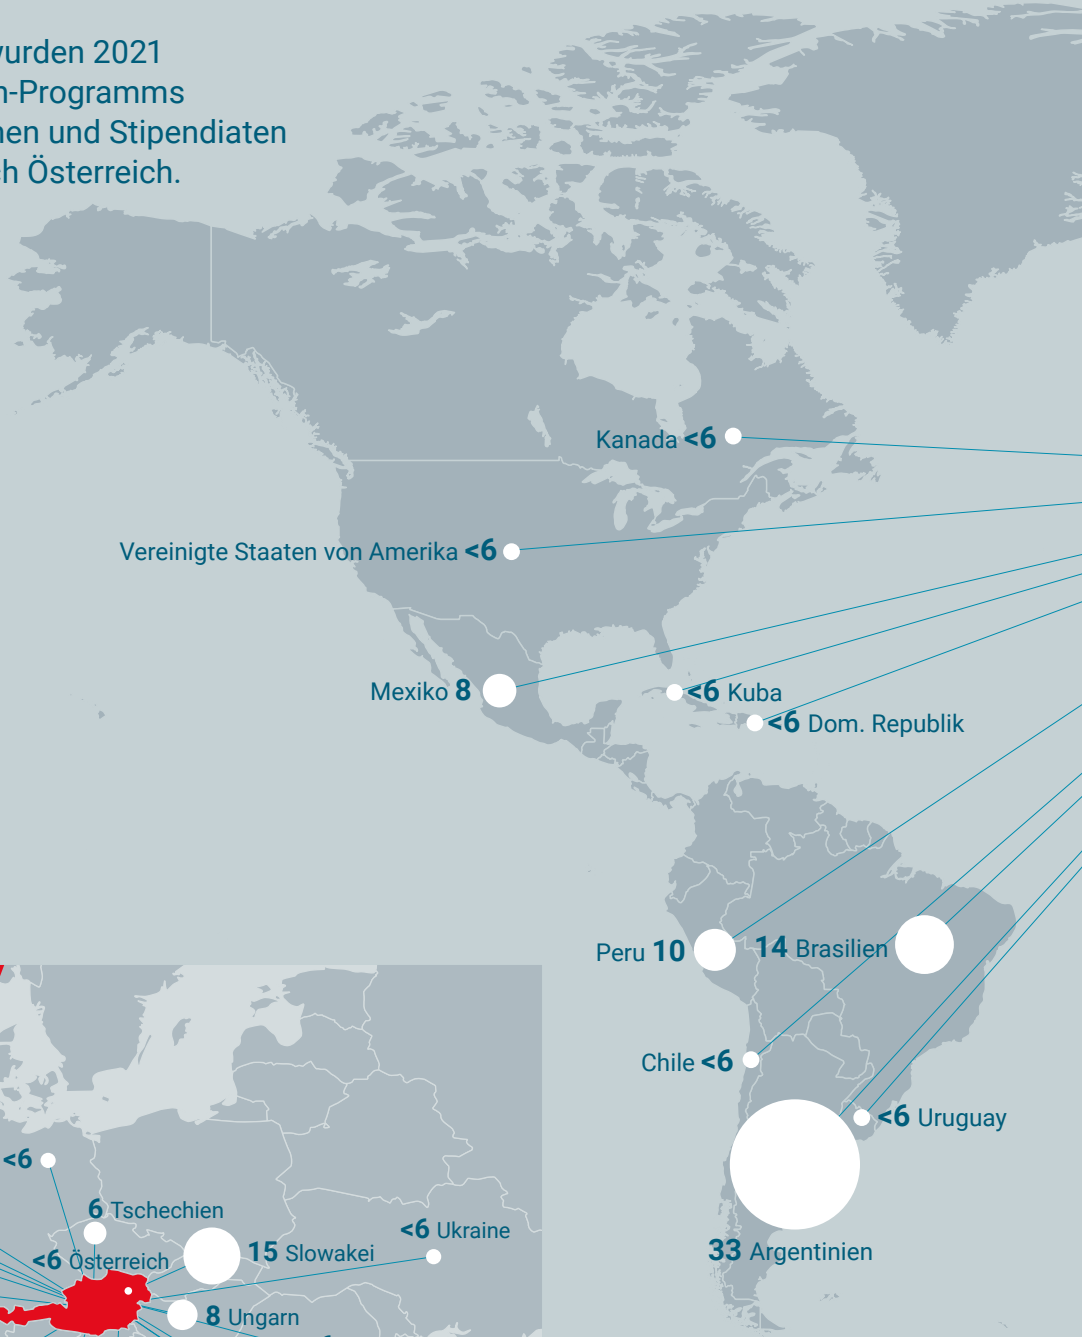 wurden 2021
n-Programms
nen und Stipendiaten
ch Österreich.
Kanada <6
Vereinigte Staaten von Amerika <6
Mexiko 8
<6 Kuba
<6 Dom. Republik
Peru 10
14 Brasilien
Chile <6
<6 Uruguay
33 Argentinien
<6
6 Tschechien
<6 Österreich
15 Slowakei
<6 Ukraine
8 Ungarn